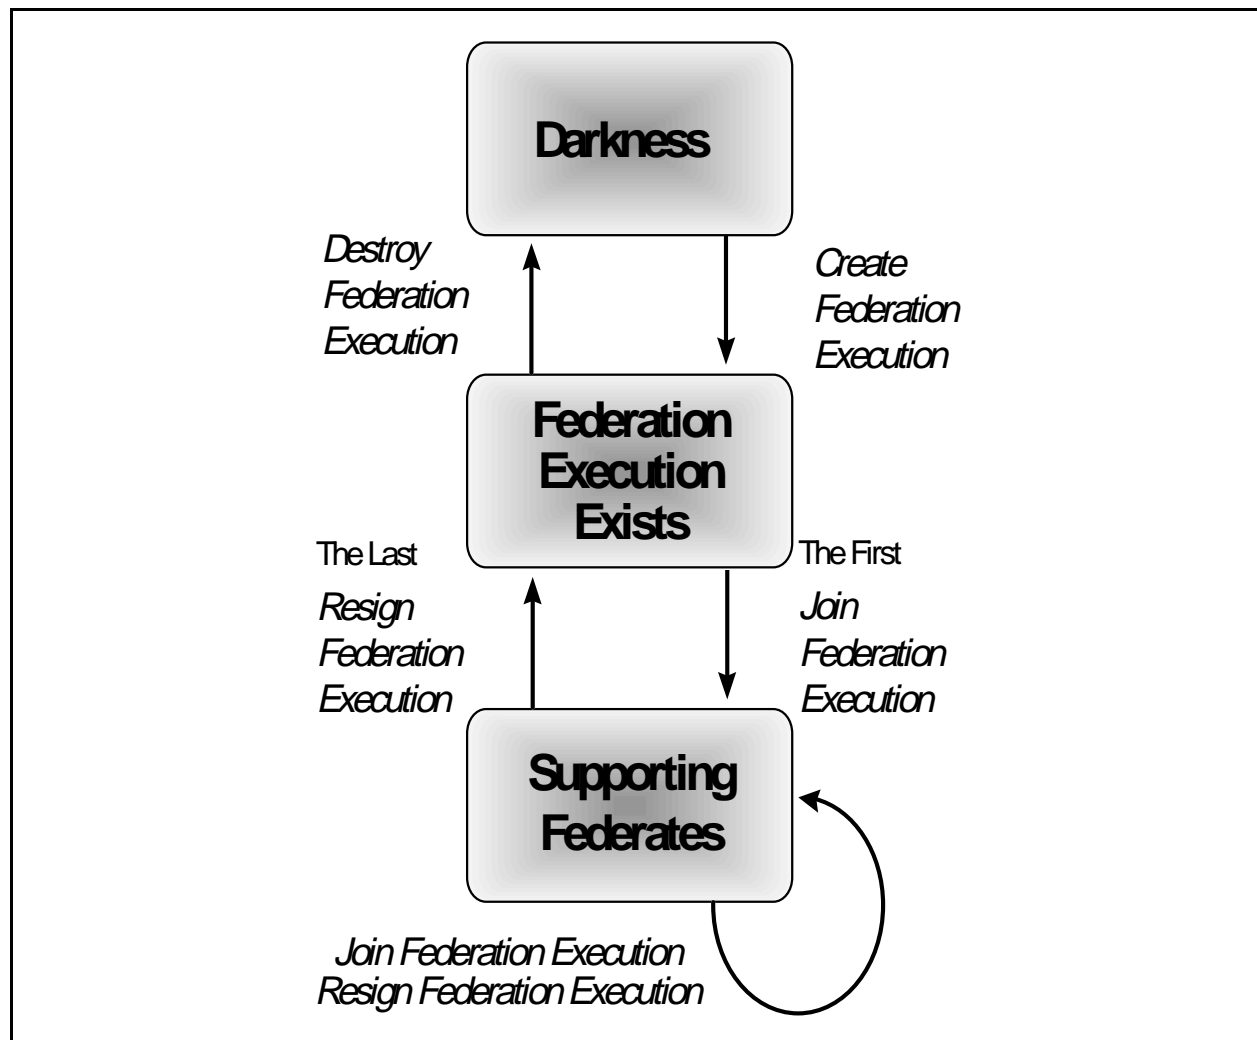 Darkness
Destroy
Federation
Execution
Create
Federation
Execution
Federation
Execution
Exists
The Last
Resign
Federation
Execution
The First
Join
Federation
Execution
Supporting
Federates
Join Federation Execution
Resign Federation Execution